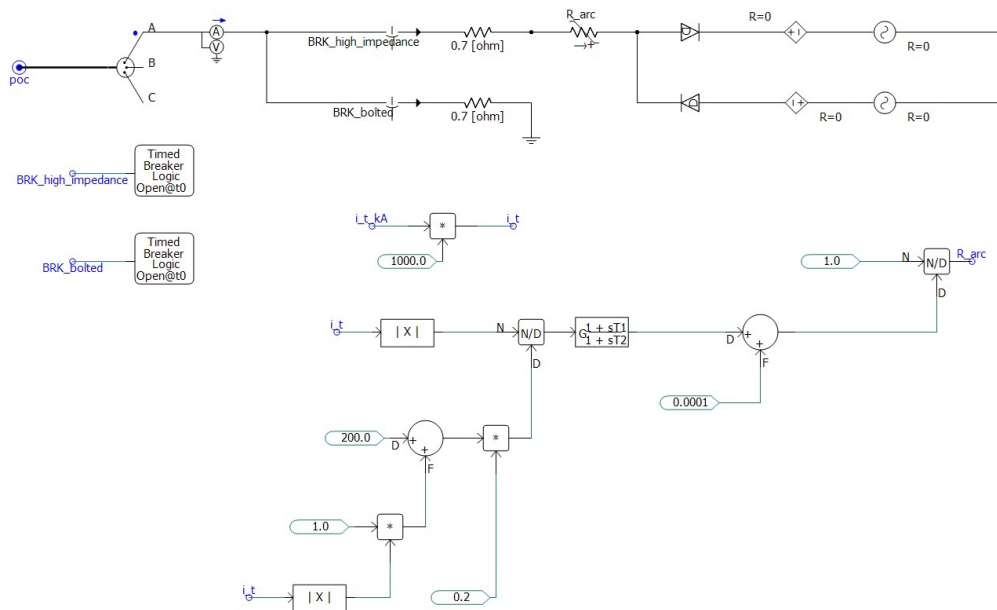 A
B
C
poc
A
V
BRK_high_impedance
0.7 [ohm]
R_arc
+
D
R=0
+
R=0
BRK_bolted
0.7 [ohm]
D
+
R=0
R=0
Timed
Breaker
Logic
Open@t0
BRK_high_impedance
Timed
Breaker
Logic
Open@t0
BRK_bolted
i_t_kA
*
i_t
1000.0
1.0
N
N/D
R_arc
D
i_t
| X |
N
N/D
D
G
1 + sT1
1 + sT2
D
+
+
F
0.0001
200.0
D
+
+
F
*
1.0
*
i_t
| X |
0.2